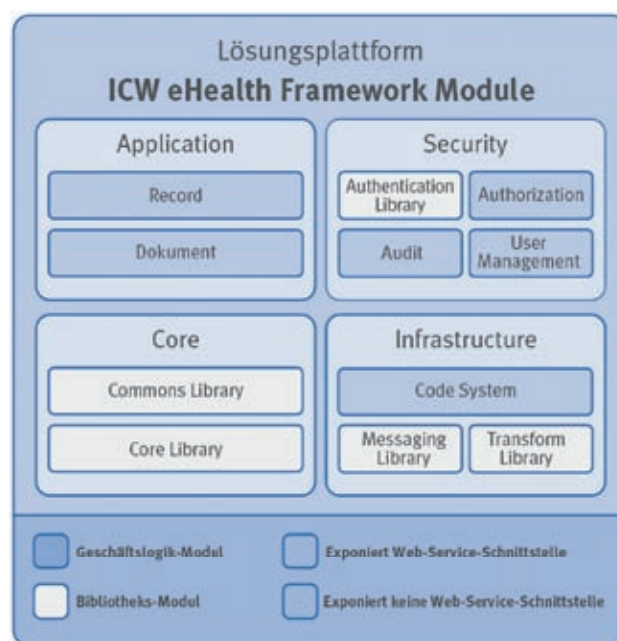 Lösungsplattform
ICW eHealth Framework Module
Application
Record
Dokument
Security
Authentication
Library
Authorization
Audit
User
Management
Core
Commons Library
Core Library
Infrastructure
Code System
Messaging
Library
Transform
Library
Geschäftslogik-Modul
Exponiert Web-Service-Schnittstelle
Bibliotheks-Modul
Exponiert keine Web-Service-Schnittstelle